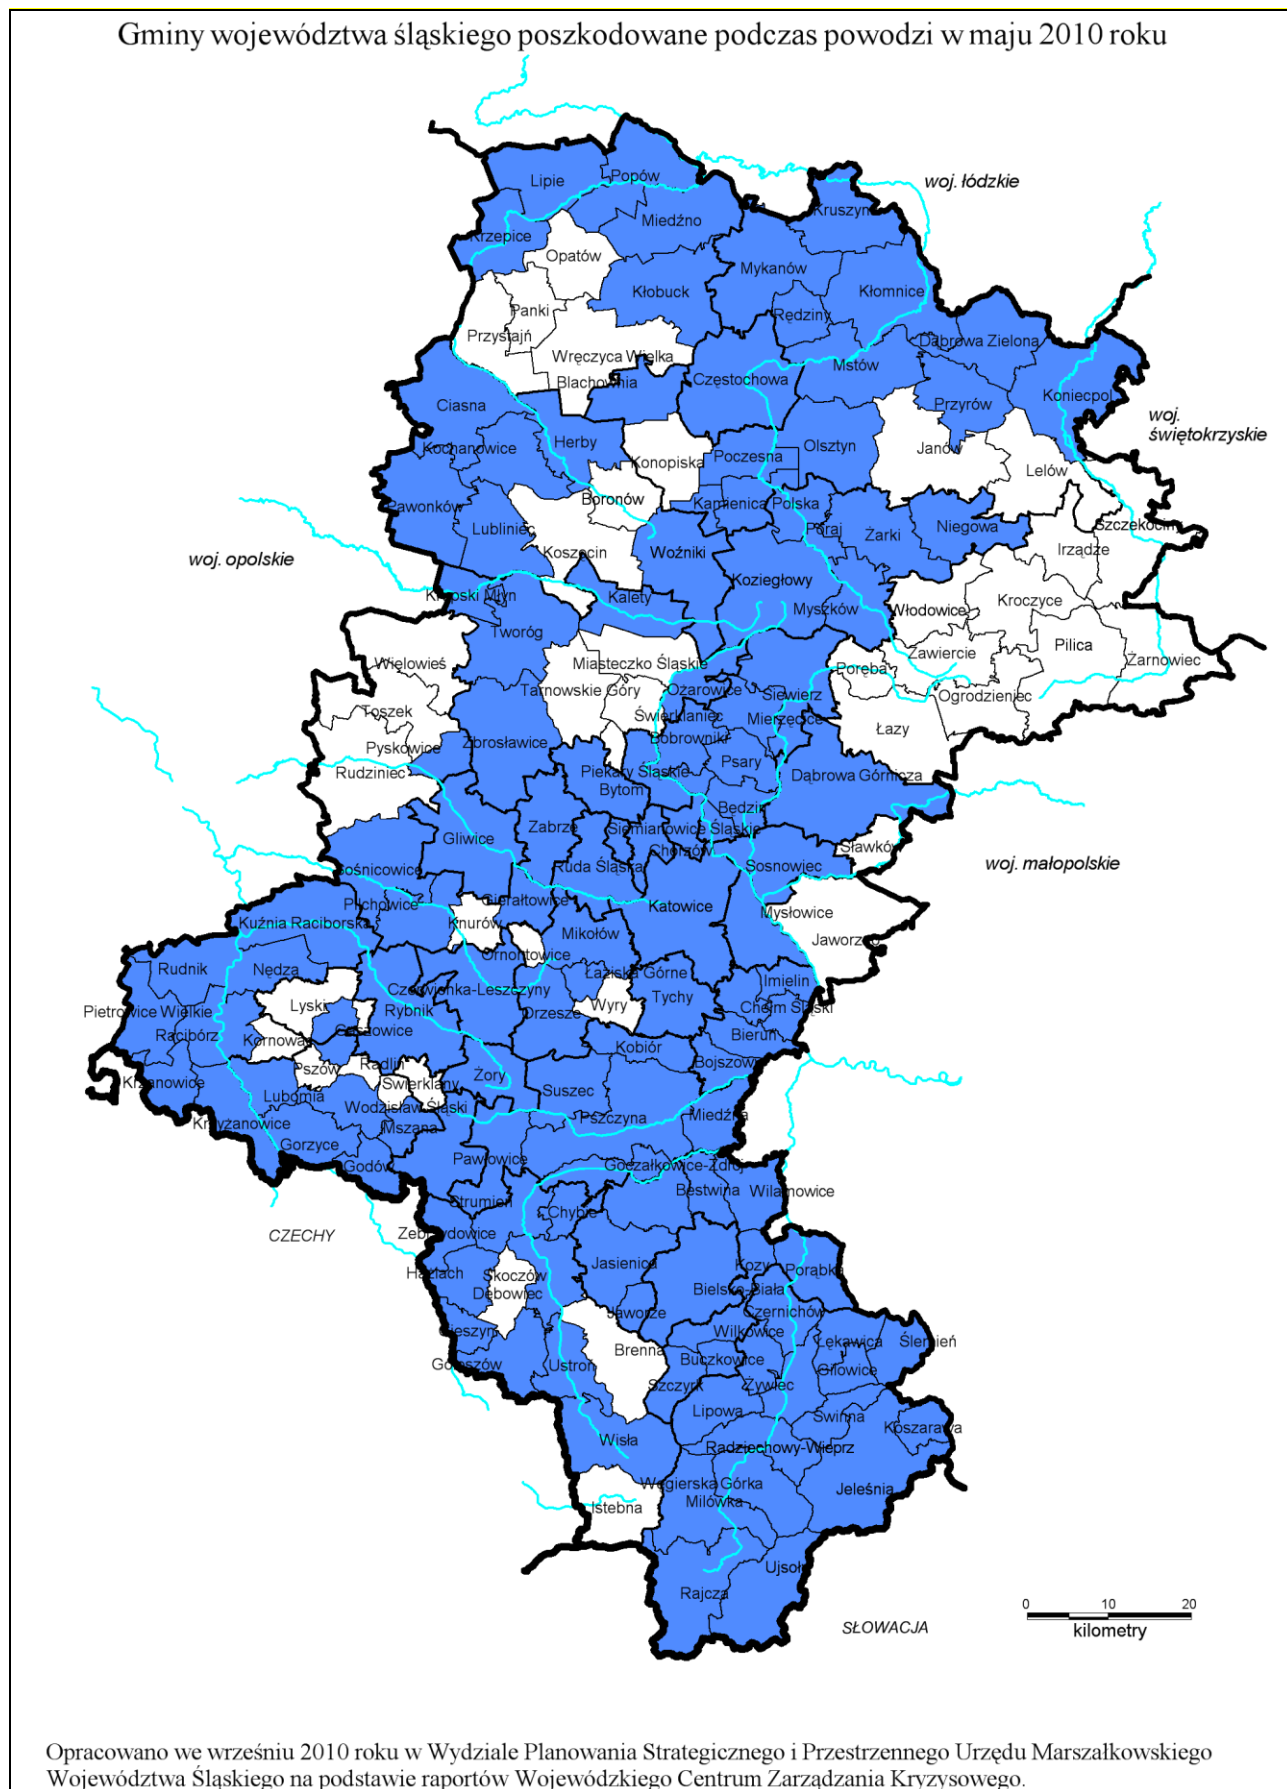 Gminy województwa śląskiego poszkodowane podczas powodzi w maju 2010 roku
woj. łódzkie
Popów
Lipie
Kruszyn
Miedźno
Krzepice
Opatów
Mykanów
Kłobuck
Kłomnice
Panki
Rędziny
Przystajń
Dąbrowa Zielona
Wręczyca Wielka
Mstów
Blachownia
Częstochowa
Koniecpol
Ciasna
Przyrów
woj.
świętokrzyskie
Herby
Kochanowice
Olsztyn
Janów
Poczesna
Konopiska
Lelów
Boronów
Kamienica
Polska
Pawonków
Szczekociny
Lubliniec
Poraj
Żarki
Niegowa
Koszęcin
Woźniki
Irządze
woj. opolskie
Koziegłowy
Krupski Młyn
Kalety
Myszków
Włodowice
Kroczyce
Tworóg
Pilica
Wielowieś
Miasteczko Śląskie
Zawiercie
Żarnowiec
Poręba
Tarnowskie Góry
Ożarowice
Siewierz
Ogrodzieniec
Toszek
Świerklaniec
Mierzęcice
Łazy
Pyskowice
Zbrosławice
Bobrowniki
Psary
Rudziniec
Piekary Śląskie
Dąbrowa Górnicza
Bytom
Będzin
Zabrze
Siemianowice Śląskie
Gliwice
Chorzów
Sławków
Sośnicowice
Ruda Śląska
Sosnowiec
woj. małopolskie
Pilchowice
Gierałtowice
Katowice
Mysłowice
Kuźnia Raciborska
Knurów
Mikołów
Jaworzno
Ornontowice
Rudnik
Nędza
Łaziska Górne
Imielin
Czerwionka-Leszczyny
Tychy
Lyski
Wyry
Chełm Śląski
Pietrowice Wielkie
Rybnik
Orzesze
Racibórz
Gaszowice
Bieruń
Kornowac
Kobiór
Radlin
Bojszowy
Pszów
Żory
Krzanowice
Świerklany
Suszec
Lubomia
Wodzisław Śląski
Pszczyna
Miedźna
Krzyżanowice
Mszana
Gorzyce
Pawłowice
Godów
Goczałkowice-Zdrój
Bestwina
Wilamowice
Strumień
Chybie
CZECHY
Zebrzydowice
Jasienica
Kozy
Porąbka
Hażlach
Skoczów
Dębowiec
Bielsko-Biała
Jaworze
Czernichów
Cieszyn
Wilkowice
Łękawica
Ślemień
Brenna
Goleszów
Ustroń
Buczkowice
Gilowice
Szczyrk
Żywiec
Lipowa
Świnna
Koszarawa
Wisła
Radziechowy-Wieprz
Węgierska Górka
Jeleśnia
Milówka
Istebna
Ujsoły
Rajcza
0 10 20
kilometry
SŁOWACJA
Opracowano we wrześniu 2010 roku w Wydziale Planowania Strategicznego i Przestrzennego Urzędu Marszałkowskiego
Województwa Śląskiego na podstawie raportów Wojewódzkiego Centrum Zarządzania Kryzysowego.